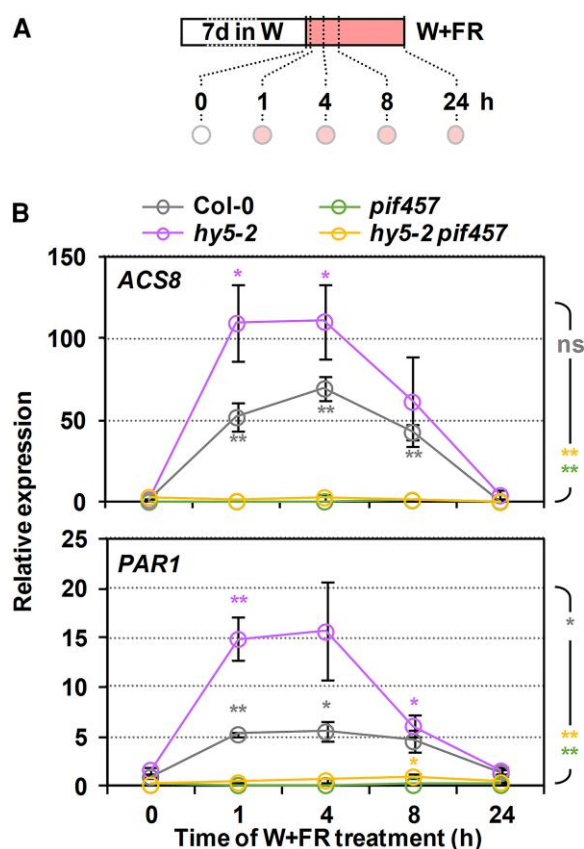 A
7d in W
W+FR
0 1 4 8 24 h
B
Col-0 pif457
hy5-2 hy5-2 pif457
Relative expression
150
100
50
0
ACS8
* *
** ** **
ns
**
**
25
20
15
10
5
0
PAR1
** *
** *
*
*
**
**
0 1 4 8 24
Time of W+FR treatment (h)